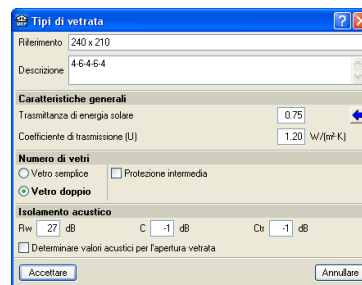 MEP Tipi di vetrata
Riferimento 240 x 210
Descrizione 4-6-4-6-4
Caratteristiche generali
Trasmittanza di energia solare 0.75
Coefficiente di trasmissione (U) 1.20 W/(m²·K)
Numero di vetri
Vetro semplice Protezione intermedia
Vetro doppio
Isolamento acustico
Rw 27 dB C -1 dB Ctr -1 dB
Determinare valori acustici per l'apertura vetrata
Accettare Annullare